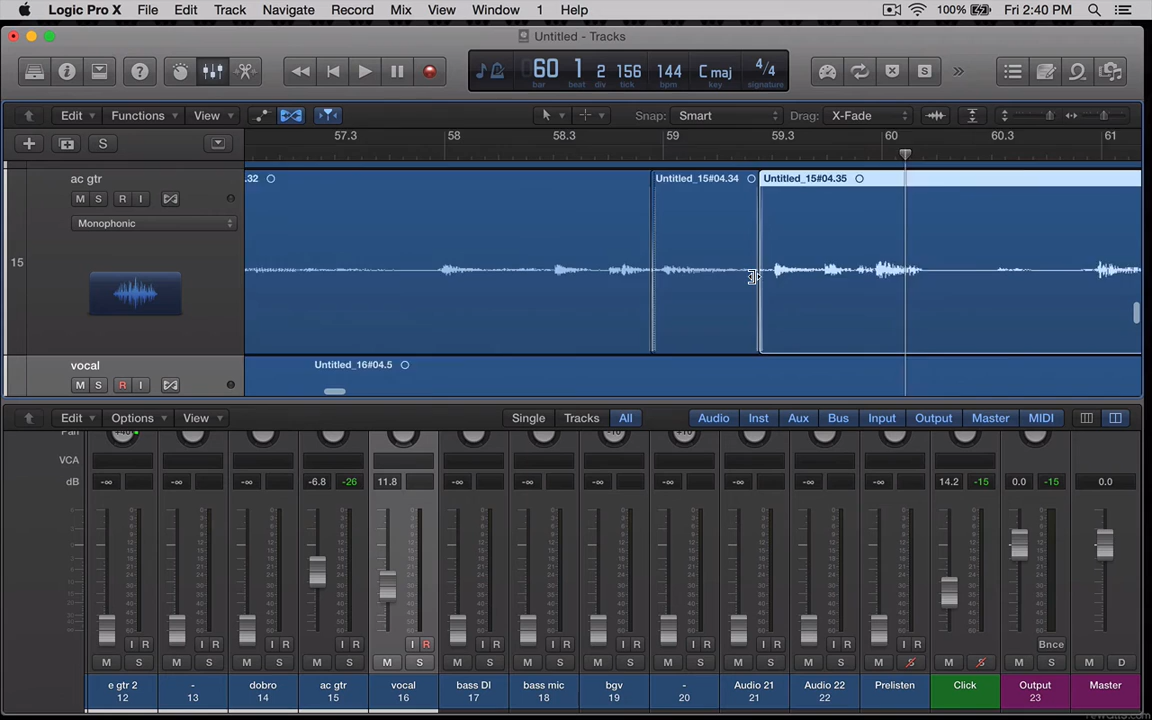 Logic Pro X File Edit Track Navigate Record Mix View Window 1 Help 100% Fri 2:40 PM
Untitled - Tracks
60 1 2 156 144 C maj 4/4
bar beat div tick bpm key signature
S
Edit Functions View Snap: Smart Drag: X-Fade
57.3 58 58.3 59 59.3 60 60.3 61
S
ac gtr .32 Untitled_15#04.34 Untitled_15#04.35
M S R I
Monophonic
15
vocal Untitled_16#04.5
M S R I
Edit Options View Single Tracks All Audio Inst Aux Bus Input Output Master MIDI
Pan
VCA
dB -∞ -∞ -∞ -6.8 -26 11.8 -∞ -∞ -∞ -∞ -∞ -∞ -∞ 14.2 -15 0.0 -15 0.0
I R I R I R I R I R I R I R I R I R I R I R R Bnce
M S M S M S M S M S M S M S M S M S M S M S M S M S M S M D
e gtr 2 - dobro ac gtr vocal bass DI bass mic bgv - Audio 21 Audio 22 Prelisten Click Output Master
12 13 14 15 16 17 18 19 20 21 22 23